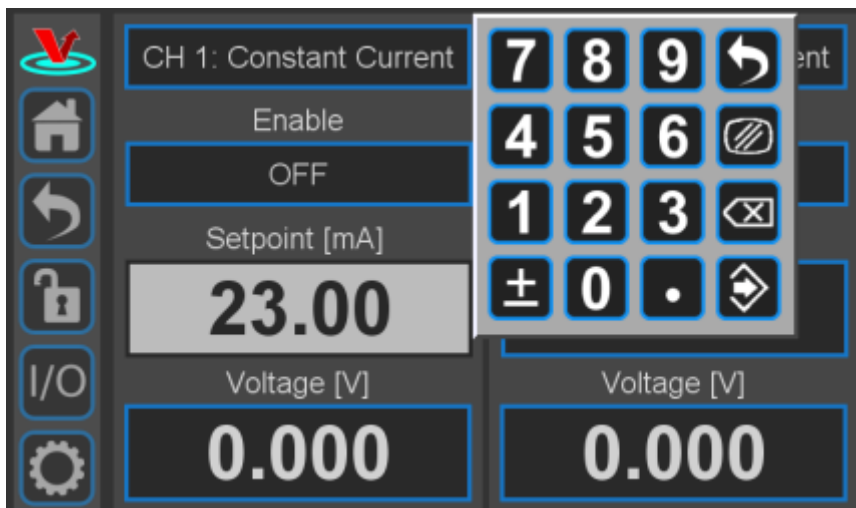 CH 1: Constant Current
ent
Enable
OFF
Setpoint [mA]
23.00
Voltage [V]
0.000
Voltage [V]
0.000
7 8 9
4 5 6
1 2 3
± 0 .
I/O